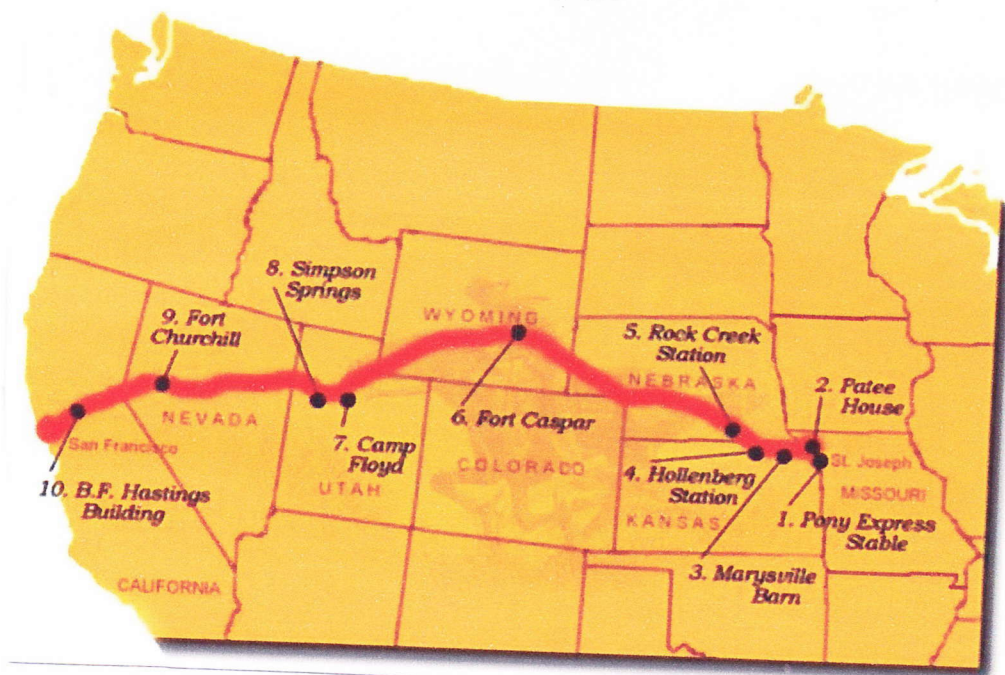 8. Simpson
Springs
WYOMING
9. Fort
Churchill
5. Rock Creek
Station
NEBRASKA
2. Patee
House
NEVADA
6. Fort Caspar
San Francisco
7. Camp
Floyd
UTAH
COLORADO
4. Hollenberg
Station
St. Joseph
MISSOURI
10. B.F. Hastings
Building
KANSAS
1. Pony Express
Stable
3. Marysville
Barn
CALIFORNIA